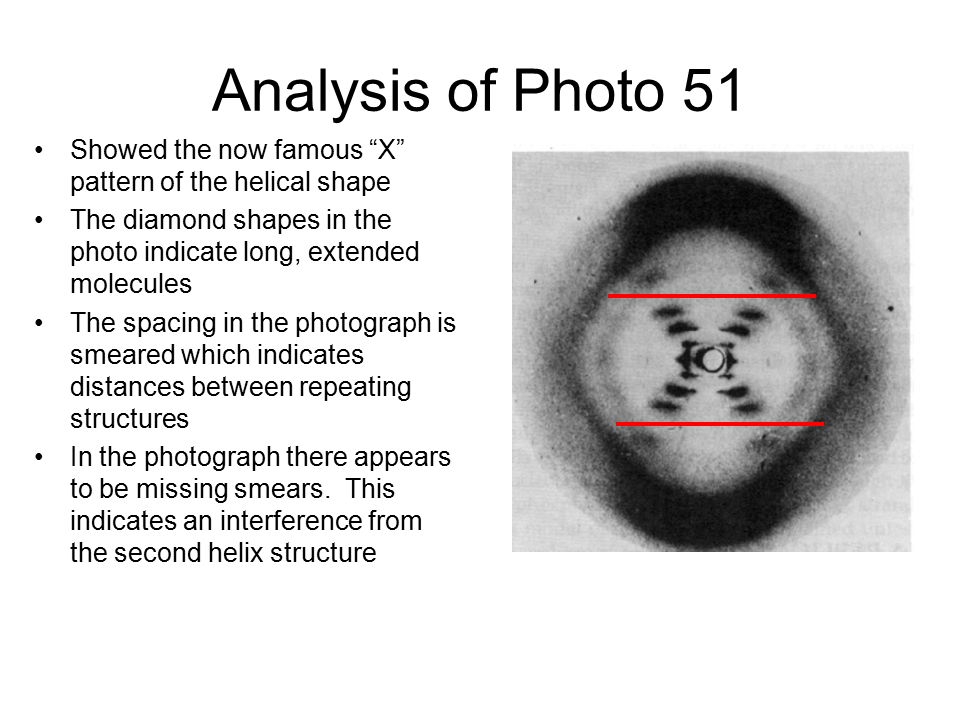 Analysis of Photo 51
• Showed the now famous “X”
pattern of the helical shape
• The diamond shapes in the
photo indicate long, extended
molecules
• The spacing in the photograph is
smeared which indicates
distances between repeating
structures
• In the photograph there appears
to be missing smears.  This
indicates an interference from
the second helix structure